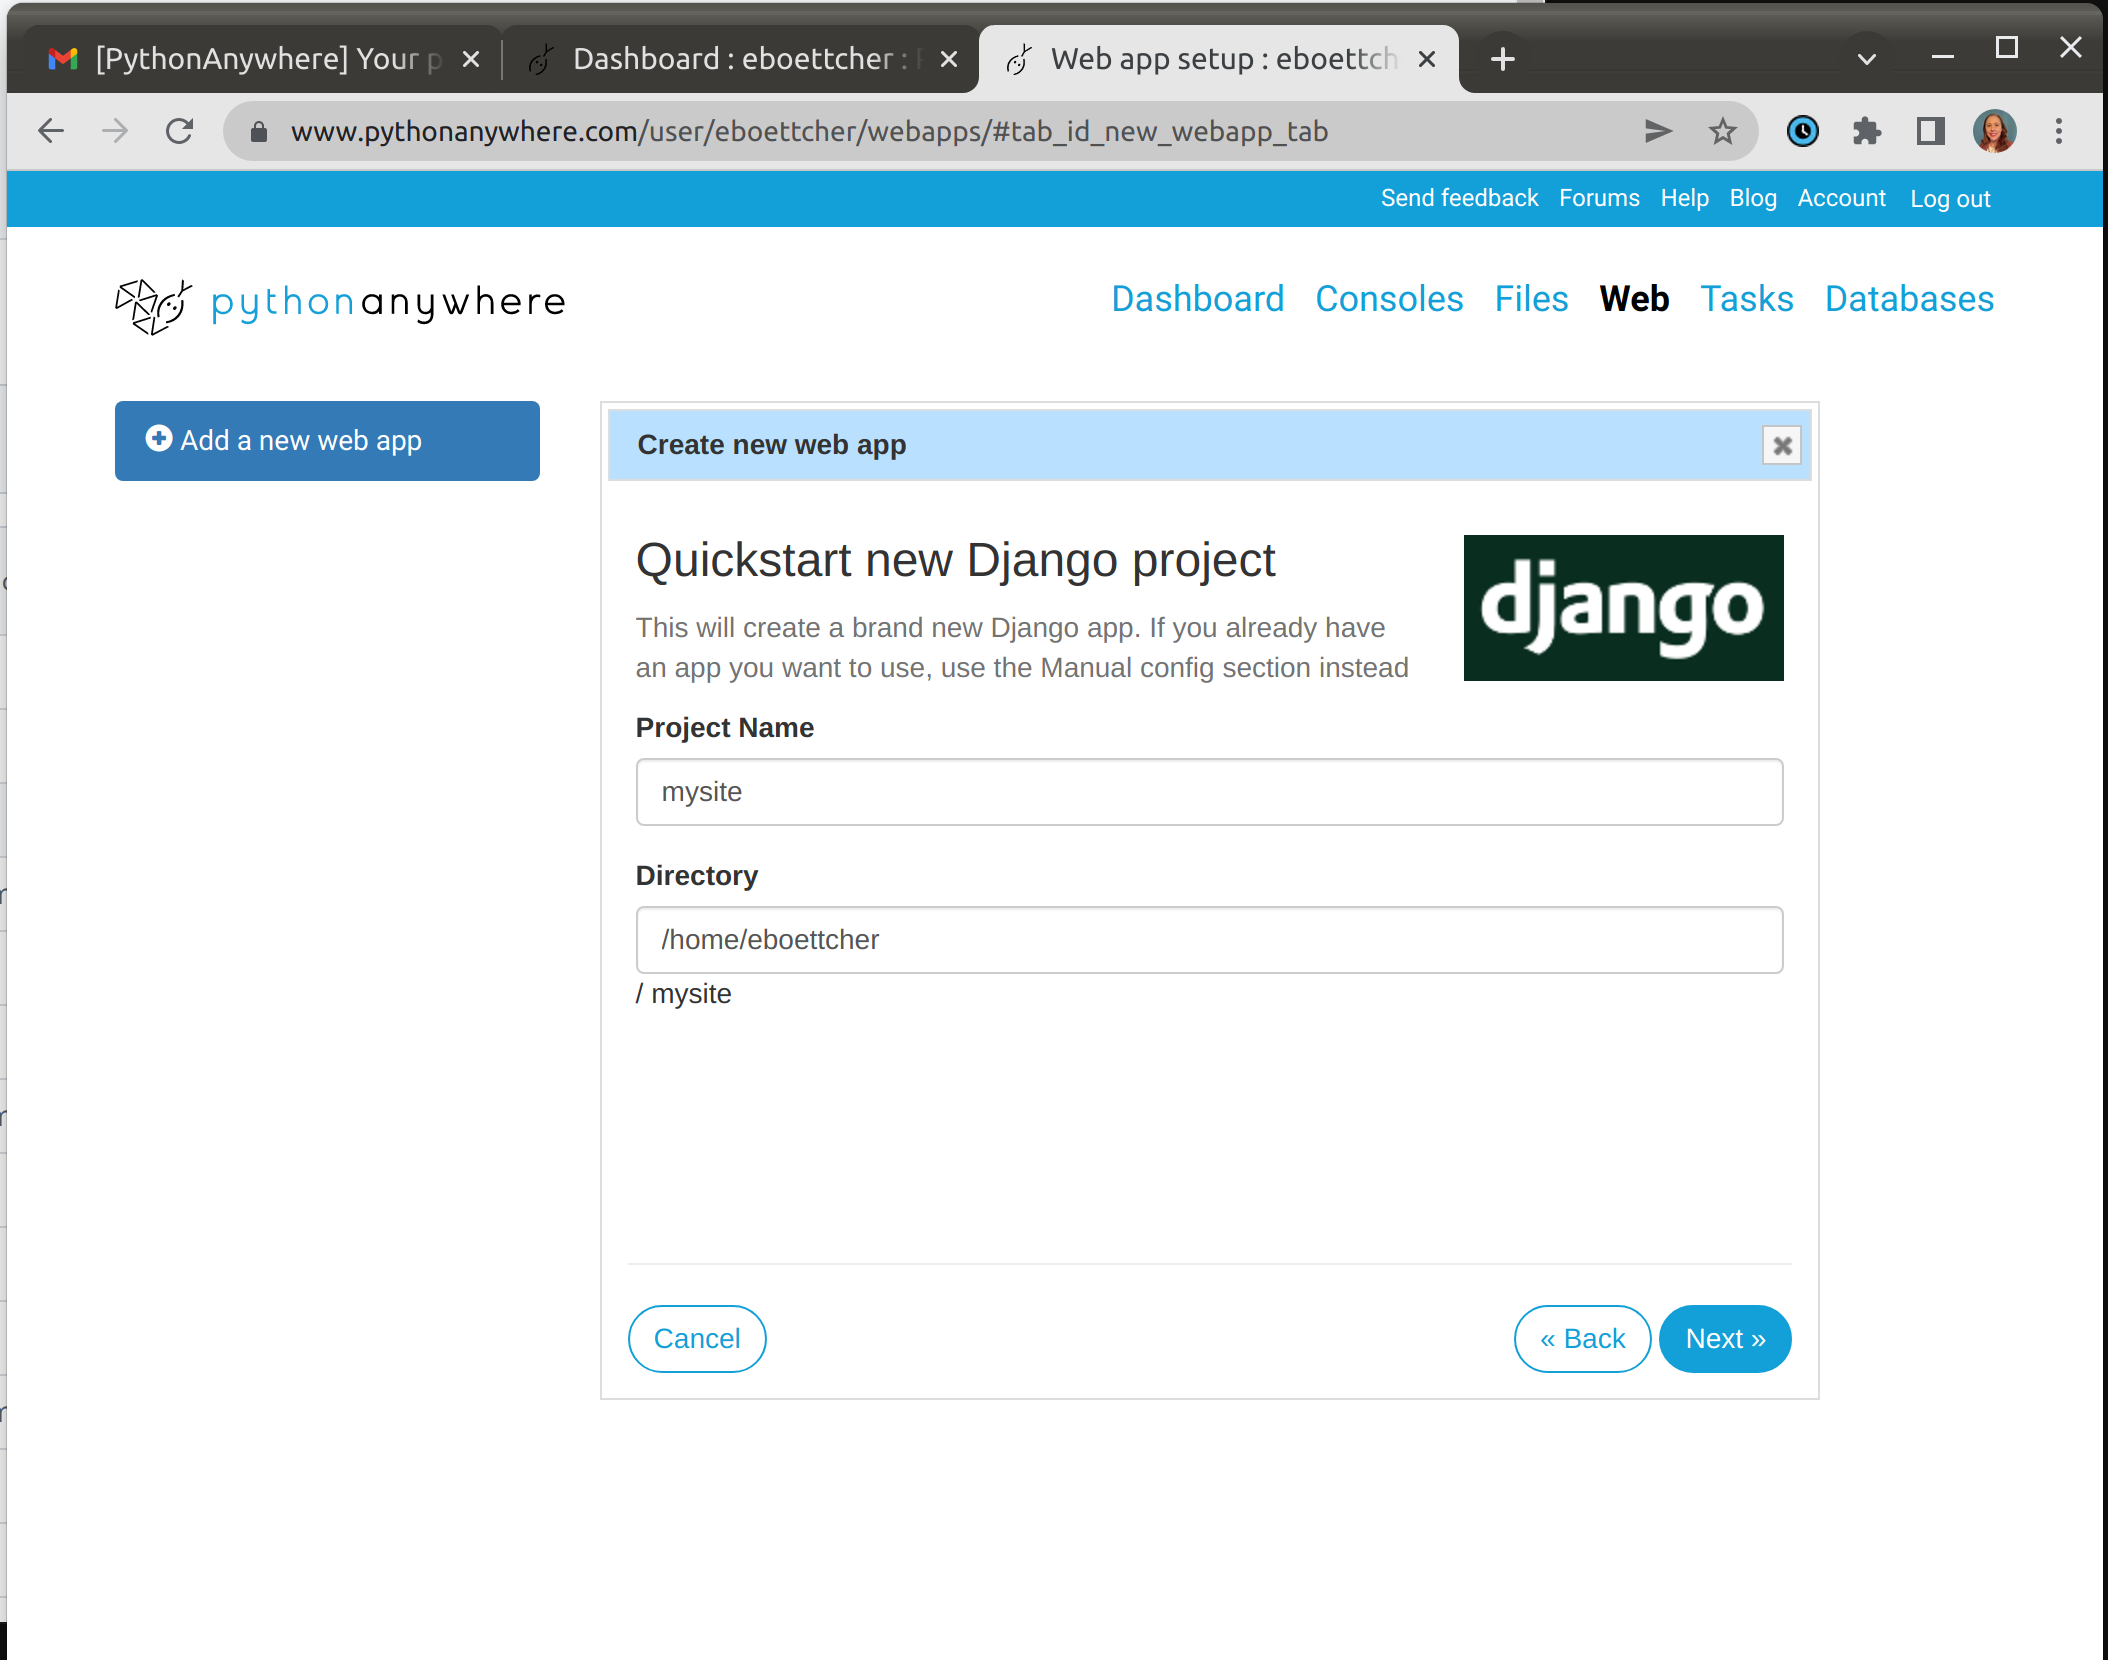 [PythonAnywhere] Your p
Dashboard : eboettcher :
Web app setup : eboettch
www.pythonanywhere.com/user/eboettcher/webapps/#tab_id_new_webapp_tab
Send feedback Forums Help Blog Account Log out
pythonanywhere
Dashboard Consoles Files Web Tasks Databases
Add a new web app
Create new web app
Quickstart new Django project
django
This will create a brand new Django app. If you already have
an app you want to use, use the Manual config section instead
Project Name
mysite
Directory
/home/eboettcher
/ mysite
Cancel
« Back
Next »